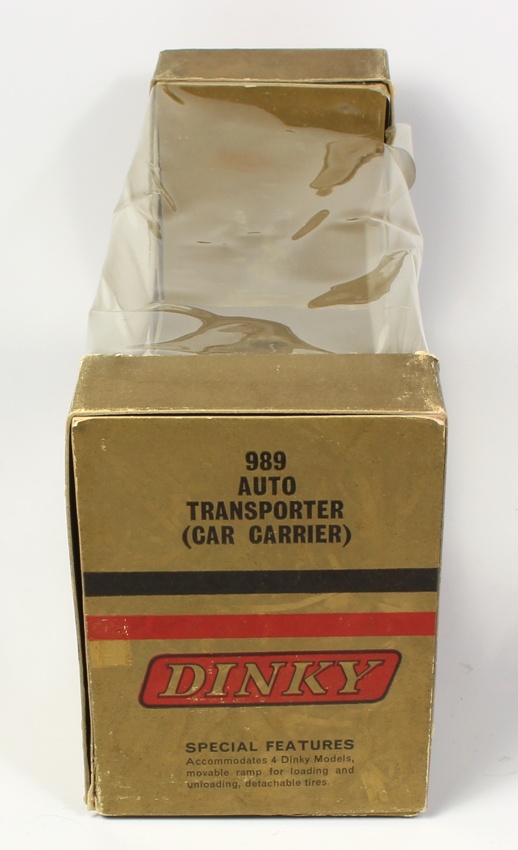 989
AUTO
TRANSPORTER
(CAR CARRIER)
DINKY
SPECIAL FEATURES
Accommodates 4 Dinky Models,
movable ramp for loading and
unloading, detachable tires